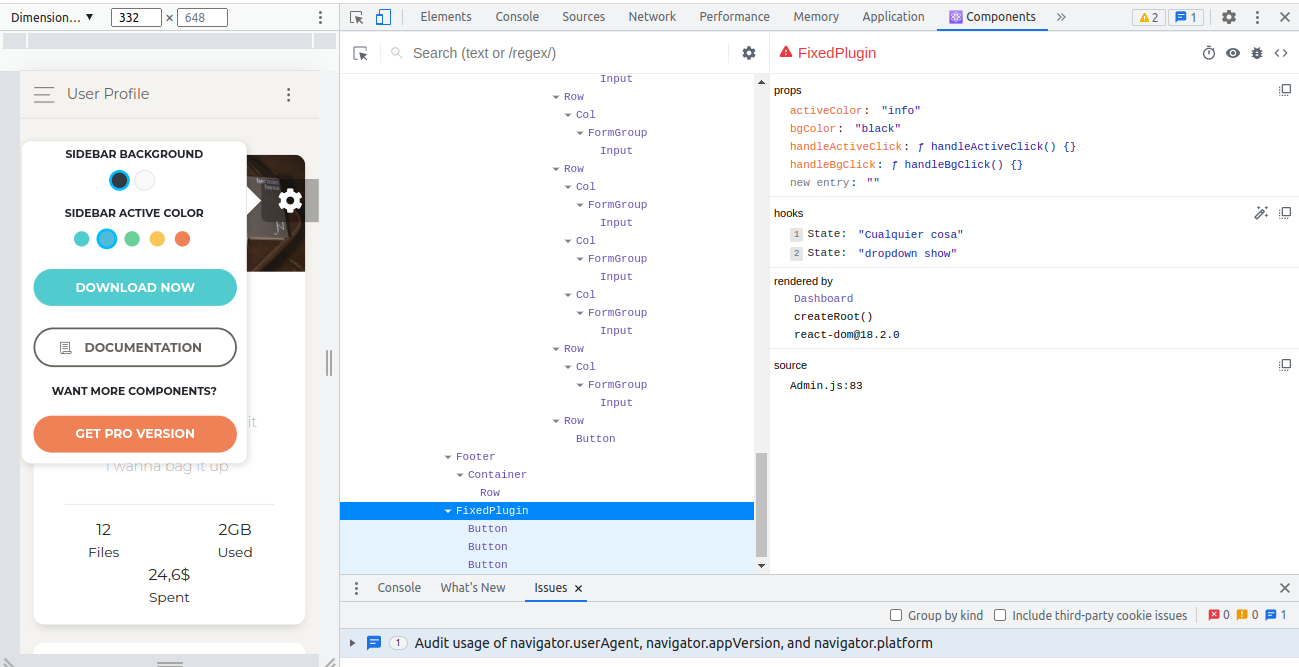 Dimension... ▼ 332 × 648
Elements Console Sources Network Performance Memory Application Components » 2 1
User Profile
SIDEBAR BACKGROUND
SIDEBAR ACTIVE COLOR
DOWNLOAD NOW
DOCUMENTATION
WANT MORE COMPONENTS?
GET PRO VERSION
it
I wanna bag it up
12
Files
2GB
Used
24,6$
Spent
Search (text or /regex/)
Input
Row
Col
FormGroup
Input
Row
Col
FormGroup
Input
Col
FormGroup
Input
Col
FormGroup
Input
Row
Col
FormGroup
Input
Row
Button
Footer
Container
Row
FixedPlugin
Button
Button
Button
FixedPlugin
props
activeColor: "info"
bgColor: "black"
handleActiveClick: ƒ handleActiveClick() {}
handleBgClick: ƒ handleBgClick() {}
new entry: ""
hooks
1 State: "Cualquier cosa"
2 State: "dropdown show"
rendered by
Dashboard
createRoot()
react-dom@18.2.0
source
Admin.js:83
Console What's New Issues ×
Group by kind Include third-party cookie issues 0 0 1
1 Audit usage of navigator.userAgent, navigator.appVersion, and navigator.platform